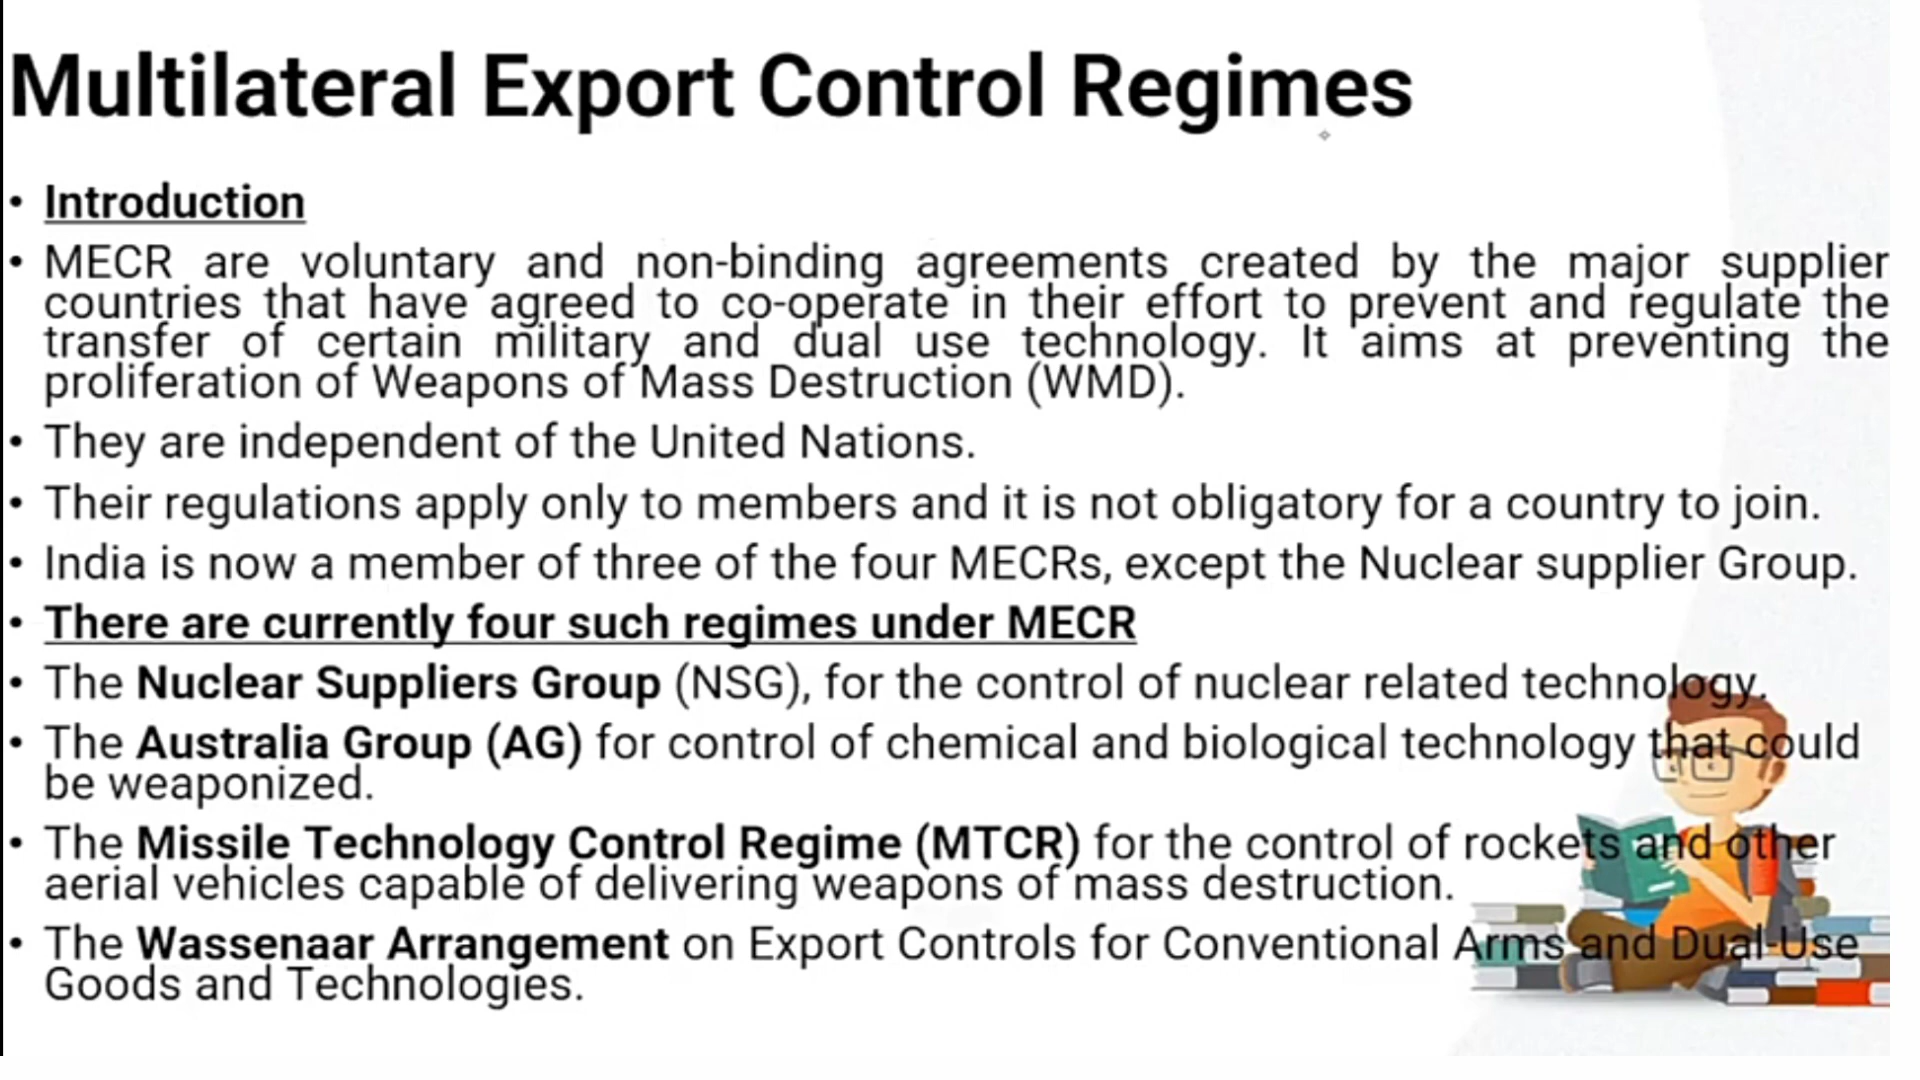 Multilateral Export Control Regimes
• Introduction
• MECR are voluntary and non-binding agreements created by the major supplier
countries that have agreed to co-operate in their effort to prevent and regulate the
transfer of certain military and dual use technology. It aims at preventing the
proliferation of Weapons of Mass Destruction (WMD).
• They are independent of the United Nations.
• Their regulations apply only to members and it is not obligatory for a country to join.
• India is now a member of three of the four MECRs, except the Nuclear supplier Group.
• There are currently four such regimes under MECR
• The Nuclear Suppliers Group (NSG), for the control of nuclear related technology.
• The Australia Group (AG) for control of chemical and biological technology that could
be weaponized.
• The Missile Technology Control Regime (MTCR) for the control of rockets and other
aerial vehicles capable of delivering weapons of mass destruction.
• The Wassenaar Arrangement on Export Controls for Conventional Arms and Dual-Use
Goods and Technologies.